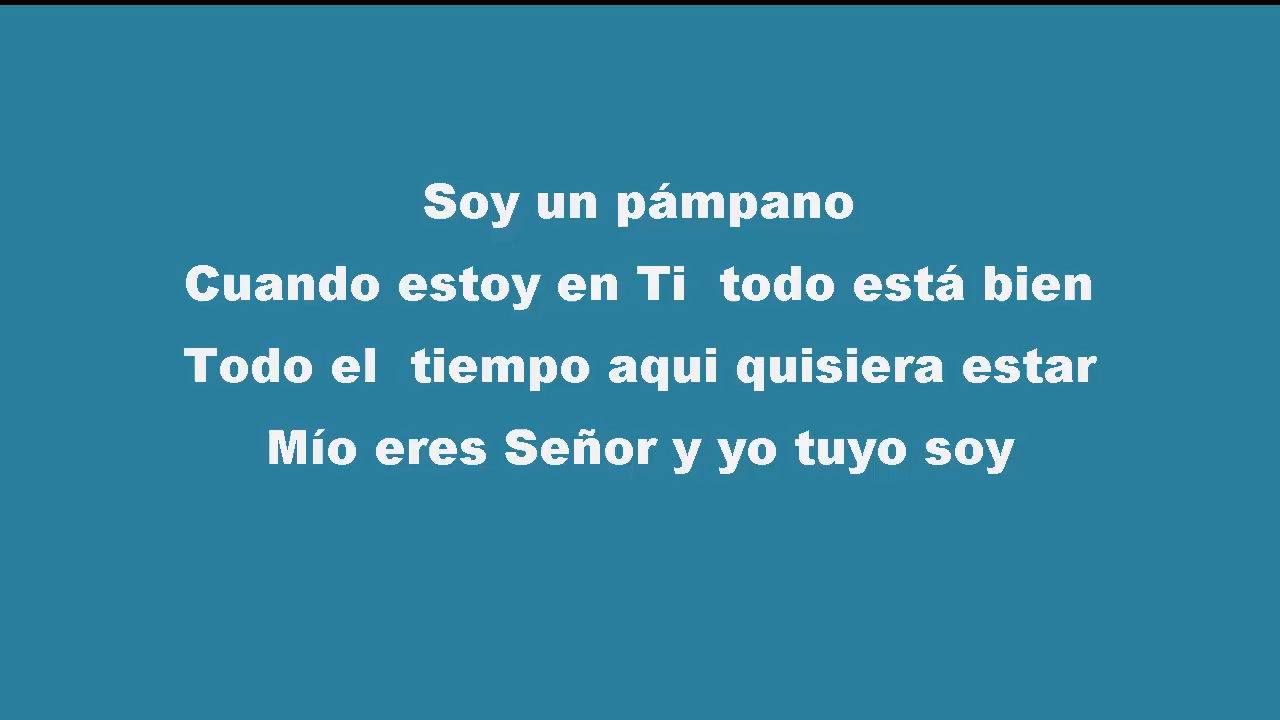 Soy un pámpano
Cuando estoy en Ti  todo está bien
Todo el  tiempo aqui quisiera estar
Mío eres Señor y yo tuyo soy